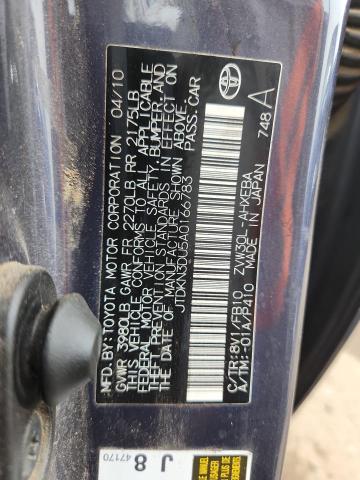 MFD. BY: TOYOTA MOTOR CORPORATION 04/10
GVWR 3980LB GAWR FR 2270LB RR 2175LB
THIS VEHICLE CONFORMS TO ALL APPLICABLE
FEDERAL MOTOR VEHICLE SAFETY, BUMPER, AND
THEFT PREVENTION STANDARDS IN EFFECT ON
THE DATE OF MANUFACTURE SHOWN ABOVE.
JTDKN3DU5A0166783 PASS. CAR
C/TR: 8V1/FB10 ZVW30L-AHXEBA
A/TM: -01A/P410 MADE IN JAPAN
748 A
J 8
47170